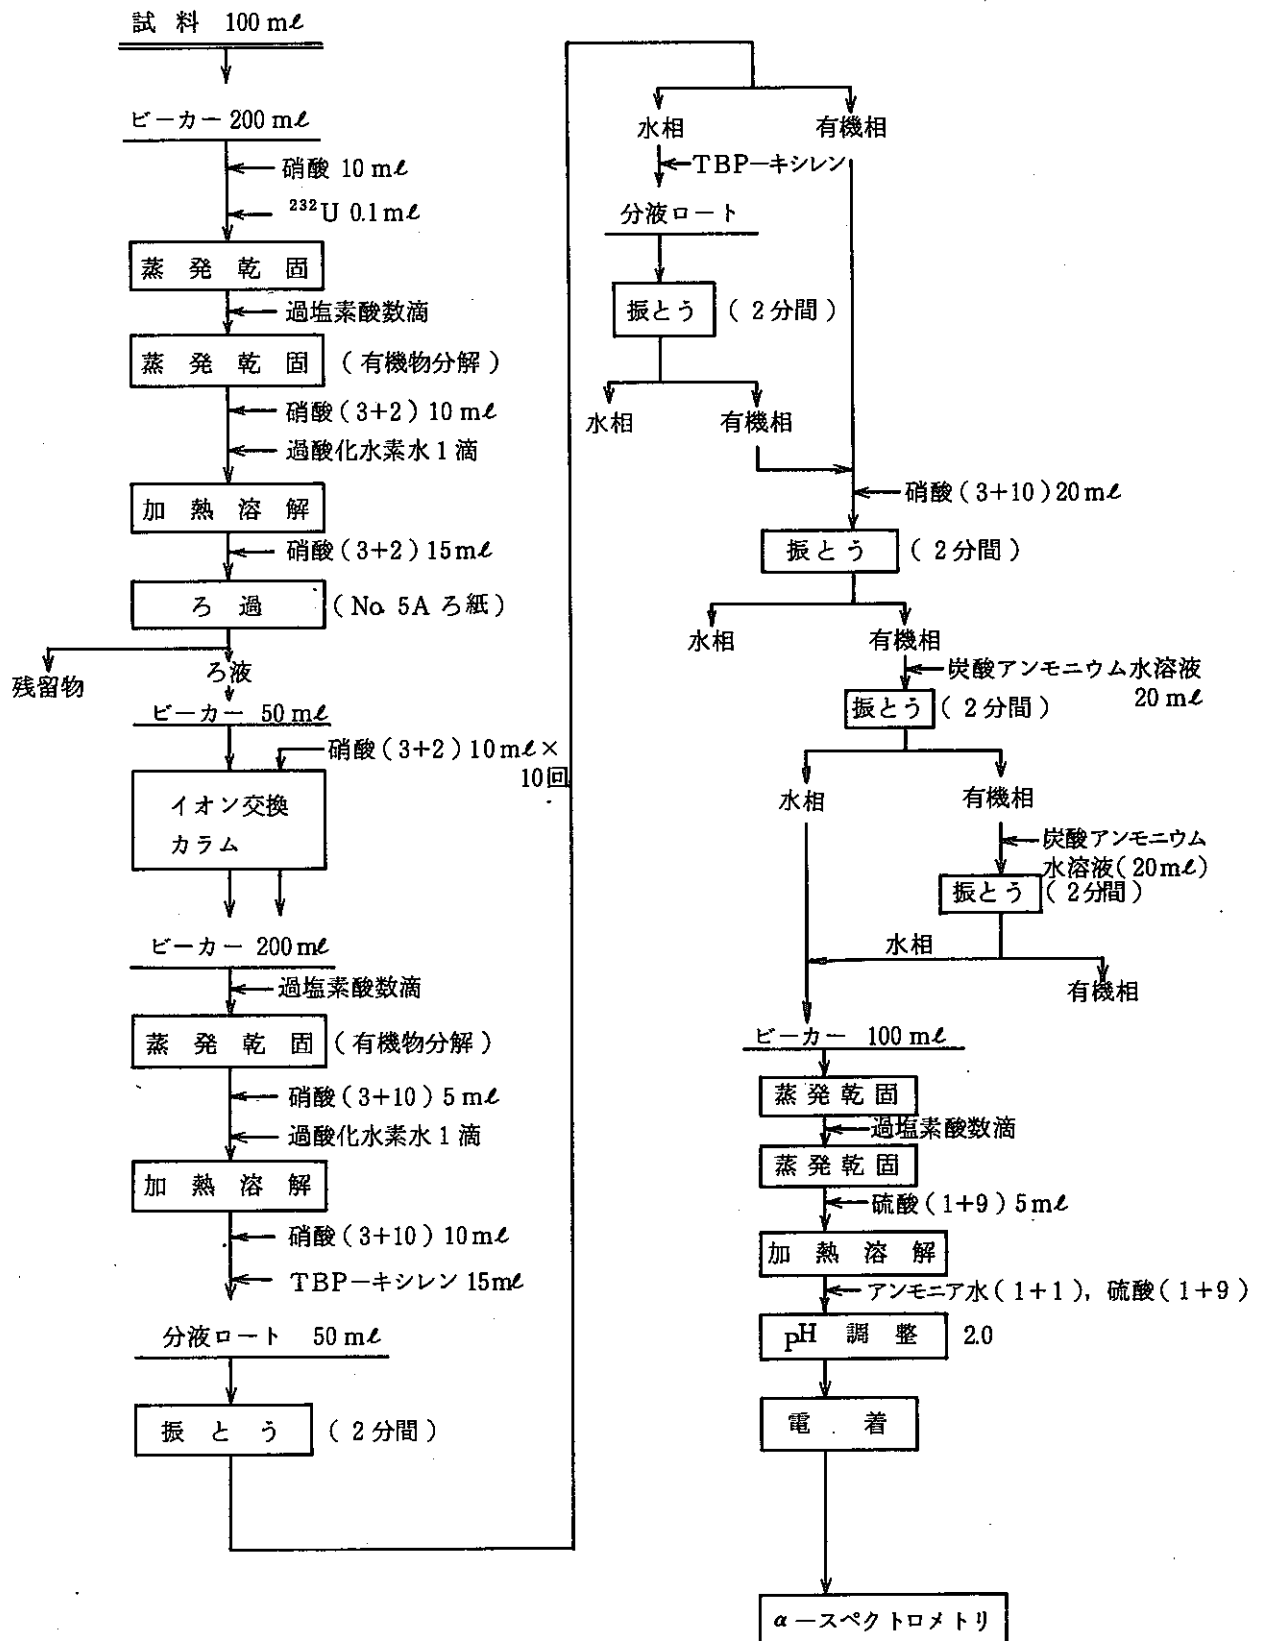 試料 100 mℓ
ビーカー 200 mℓ
硝酸 10 mℓ
²³²U 0.1 mℓ
蒸発乾固
過塩素酸数滴
蒸発乾固 (有機物分解)
硝酸(3+2) 10 mℓ
過酸化水素水1滴
加熱溶解
硝酸(3+2) 15 mℓ
ろ過 (No. 5A ろ紙)
残留物
ろ液
ビーカー 50 mℓ
硝酸(3+2) 10 mℓ×
10回
イオン交換
カラム
ビーカー 200 mℓ
過塩素酸数滴
蒸発乾固 (有機物分解)
硝酸(3+10) 5 mℓ
過酸化水素水1滴
加熱溶解
硝酸(3+10) 10 mℓ
TBP-キシレン 15mℓ
分液ロート 50 mℓ
振とう (2分間)
水相 有機相
TBP-キシレン
分液ロート
振とう (2分間)
水相 有機相
硝酸(3+10) 20 mℓ
振とう (2分間)
水相 有機相
炭酸アンモニウム水溶液
20 mℓ
振とう (2分間)
水相 有機相
炭酸アンモニウム
水溶液(20mℓ)
振とう (2分間)
水相
有機相
ビーカー 100 mℓ
蒸発乾固
過塩素酸数滴
蒸発乾固
硫酸(1+9) 5 mℓ
加熱溶解
アンモニア水(1+1), 硫酸(1+9)
pH 調整 2.0
電着
α-スペクトロメトリ